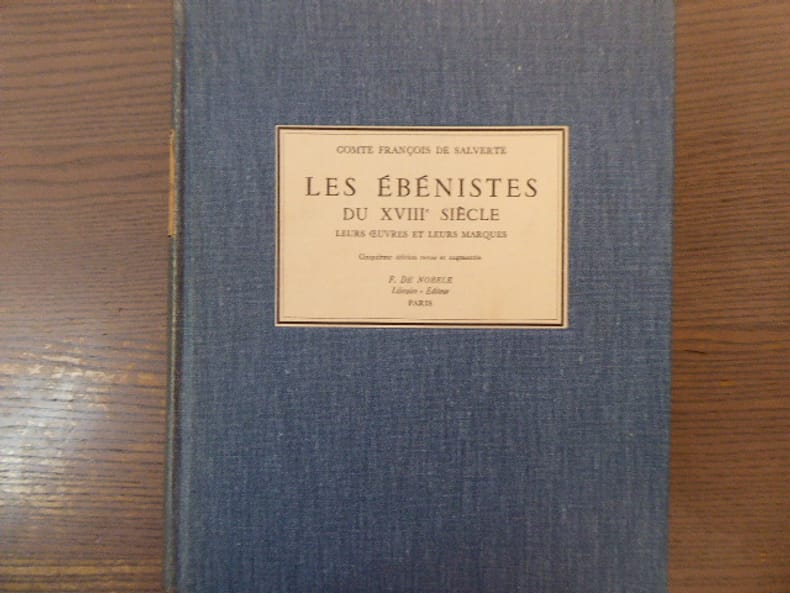 COMTE FRANÇOIS DE SALVERTE
LES ÉBÉNISTES
DU XVIIIᵉ SIÈCLE
LEURS ŒUVRES ET LEURS MARQUES
Cinquième édition revue et augmentée
F. DE NOBELE
Libraire - Editeur
PARIS